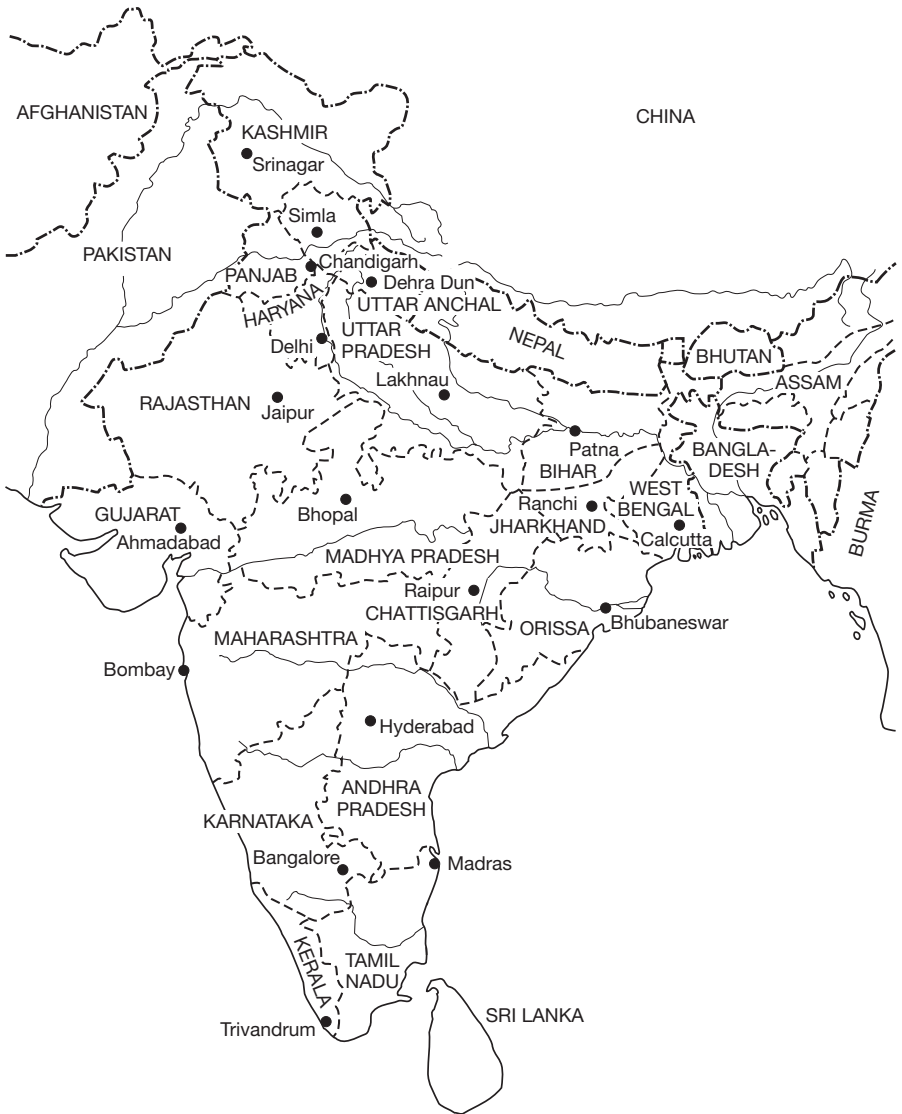 AFGHANISTAN
CHINA
KASHMIR
Srinagar
Simla
PAKISTAN
Chandigarh
PANJAB
Dehra Dun
HARYANA
UTTAR ANCHAL
UTTAR
PRADESH
NEPAL
Delhi
BHUTAN
Lakhnau
ASSAM
RAJASTHAN
Jaipur
Patna
BANGLA-
DESH
BIHAR
WEST
BENGAL
Ranchi
Bhopal
GUJARAT
JHARKHAND
BURMA
Ahmadabad
Calcutta
MADHYA PRADESH
Raipur
CHATTISGARH
ORISSA
Bhubaneswar
MAHARASHTRA
Bombay
Hyderabad
ANDHRA
PRADESH
KARNATAKA
Bangalore
Madras
KERALA
TAMIL
NADU
SRI LANKA
Trivandrum